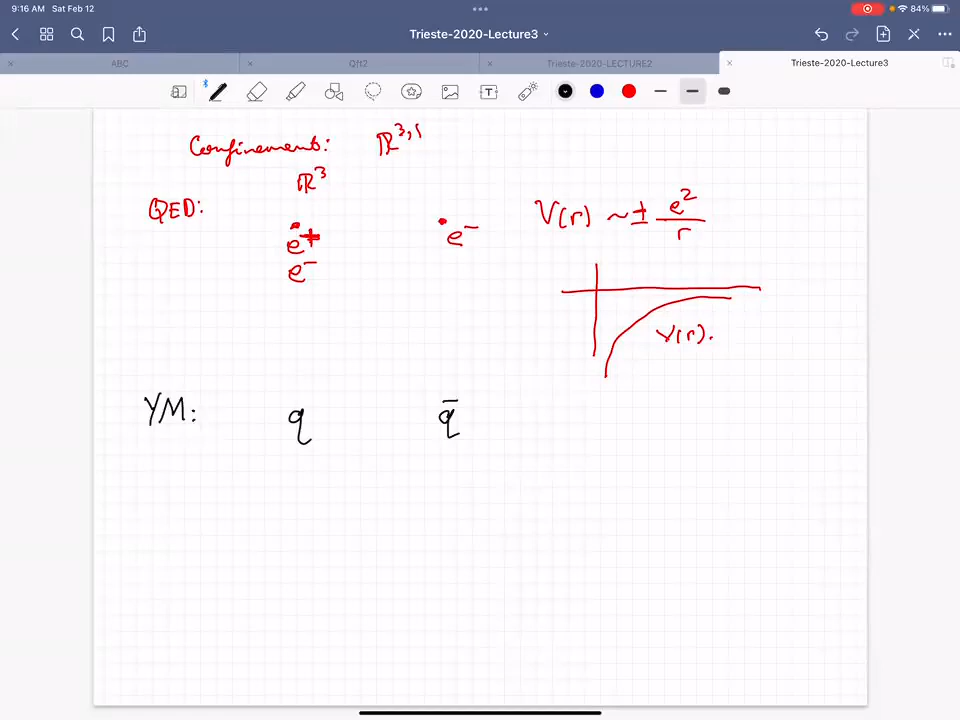 9:16 AM Sat Feb 12
84%
Trieste-2020-Lecture3
ABC
Qft2
Trieste-2020-LECTURE2
Trieste-2020-Lecture3
Confinement: ℝ^{3,1}
ℝ^3
QED:
e^+ e^- V(r) ~ ± e^2/r
e^-
V(r).
YM: q q̄